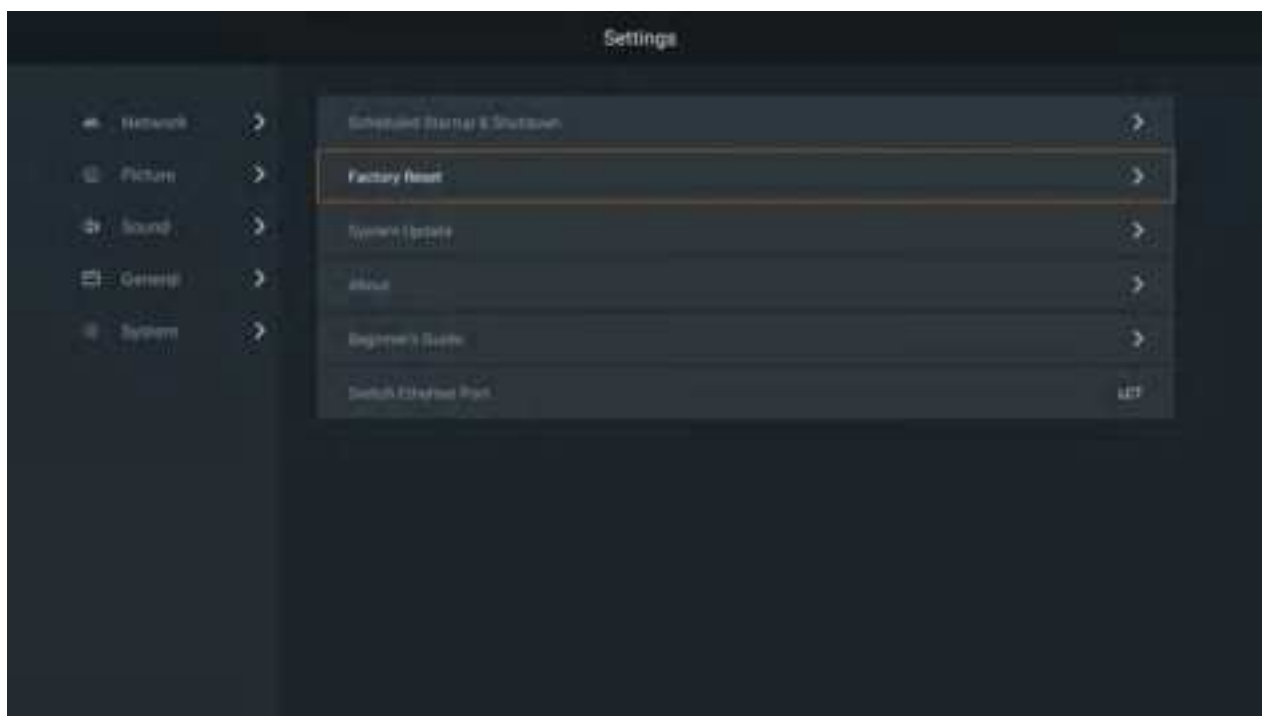 Settings
Network
Picture
Sound
General
System
Scheduled Startup & Shutdown
Factory Reset
System Update
About
Beginner's Guide
Switch Ethernet Port